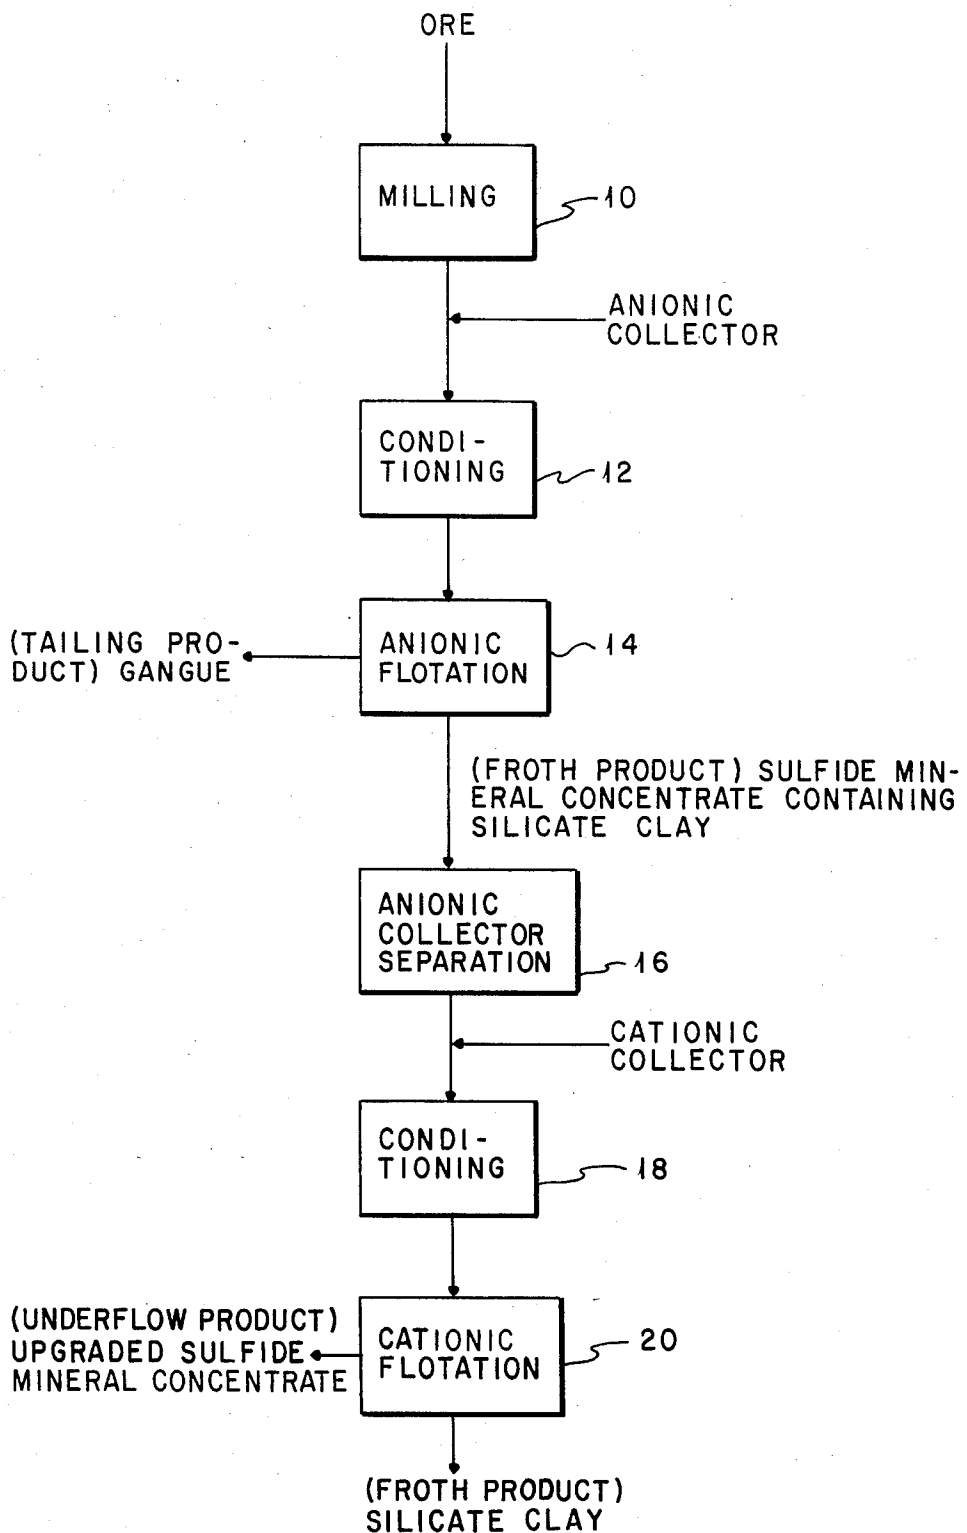 ORE
MILLING
10
ANIONIC
COLLECTOR
CONDI-
TIONING
12
(TAILING PRO-
DUCT) GANGUE
ANIONIC
FLOTATION
14
(FROTH PRODUCT) SULFIDE MIN-
ERAL CONCENTRATE CONTAINING
SILICATE CLAY
ANIONIC
COLLECTOR
SEPARATION
16
CATIONIC
COLLECTOR
CONDI-
TIONING
18
(UNDERFLOW PRODUCT)
UPGRADED SULFIDE
MINERAL CONCENTRATE
CATIONIC
FLOTATION
20
(FROTH PRODUCT)
SILICATE CLAY